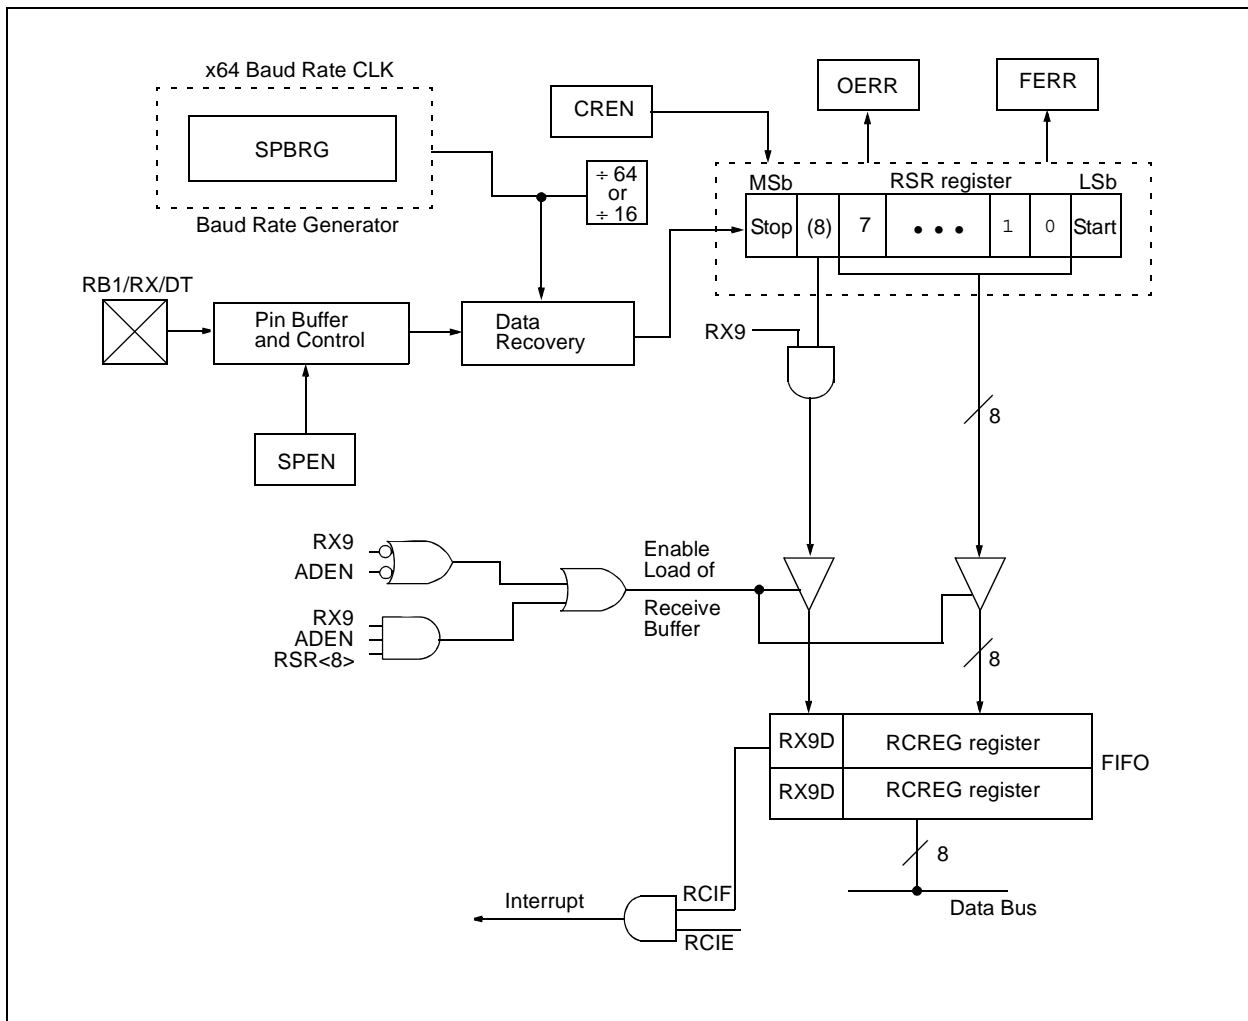 x64 Baud Rate CLK
SPBRG
Baud Rate Generator
CREN
OERR
FERR
÷ 64
or
÷ 16
MSb
RSR register
LSb
Stop
(8)
7
• • •
1
0
Start
RB1/RX/DT
Pin Buffer
and Control
Data
Recovery
SPEN
RX9
8
RX9
ADEN
RX9
ADEN
RSR<8>
Enable
Load of
Receive
Buffer
8
RX9D
RCREG register
RX9D
RCREG register
FIFO
8
Data Bus
Interrupt
RCIF
RCIE